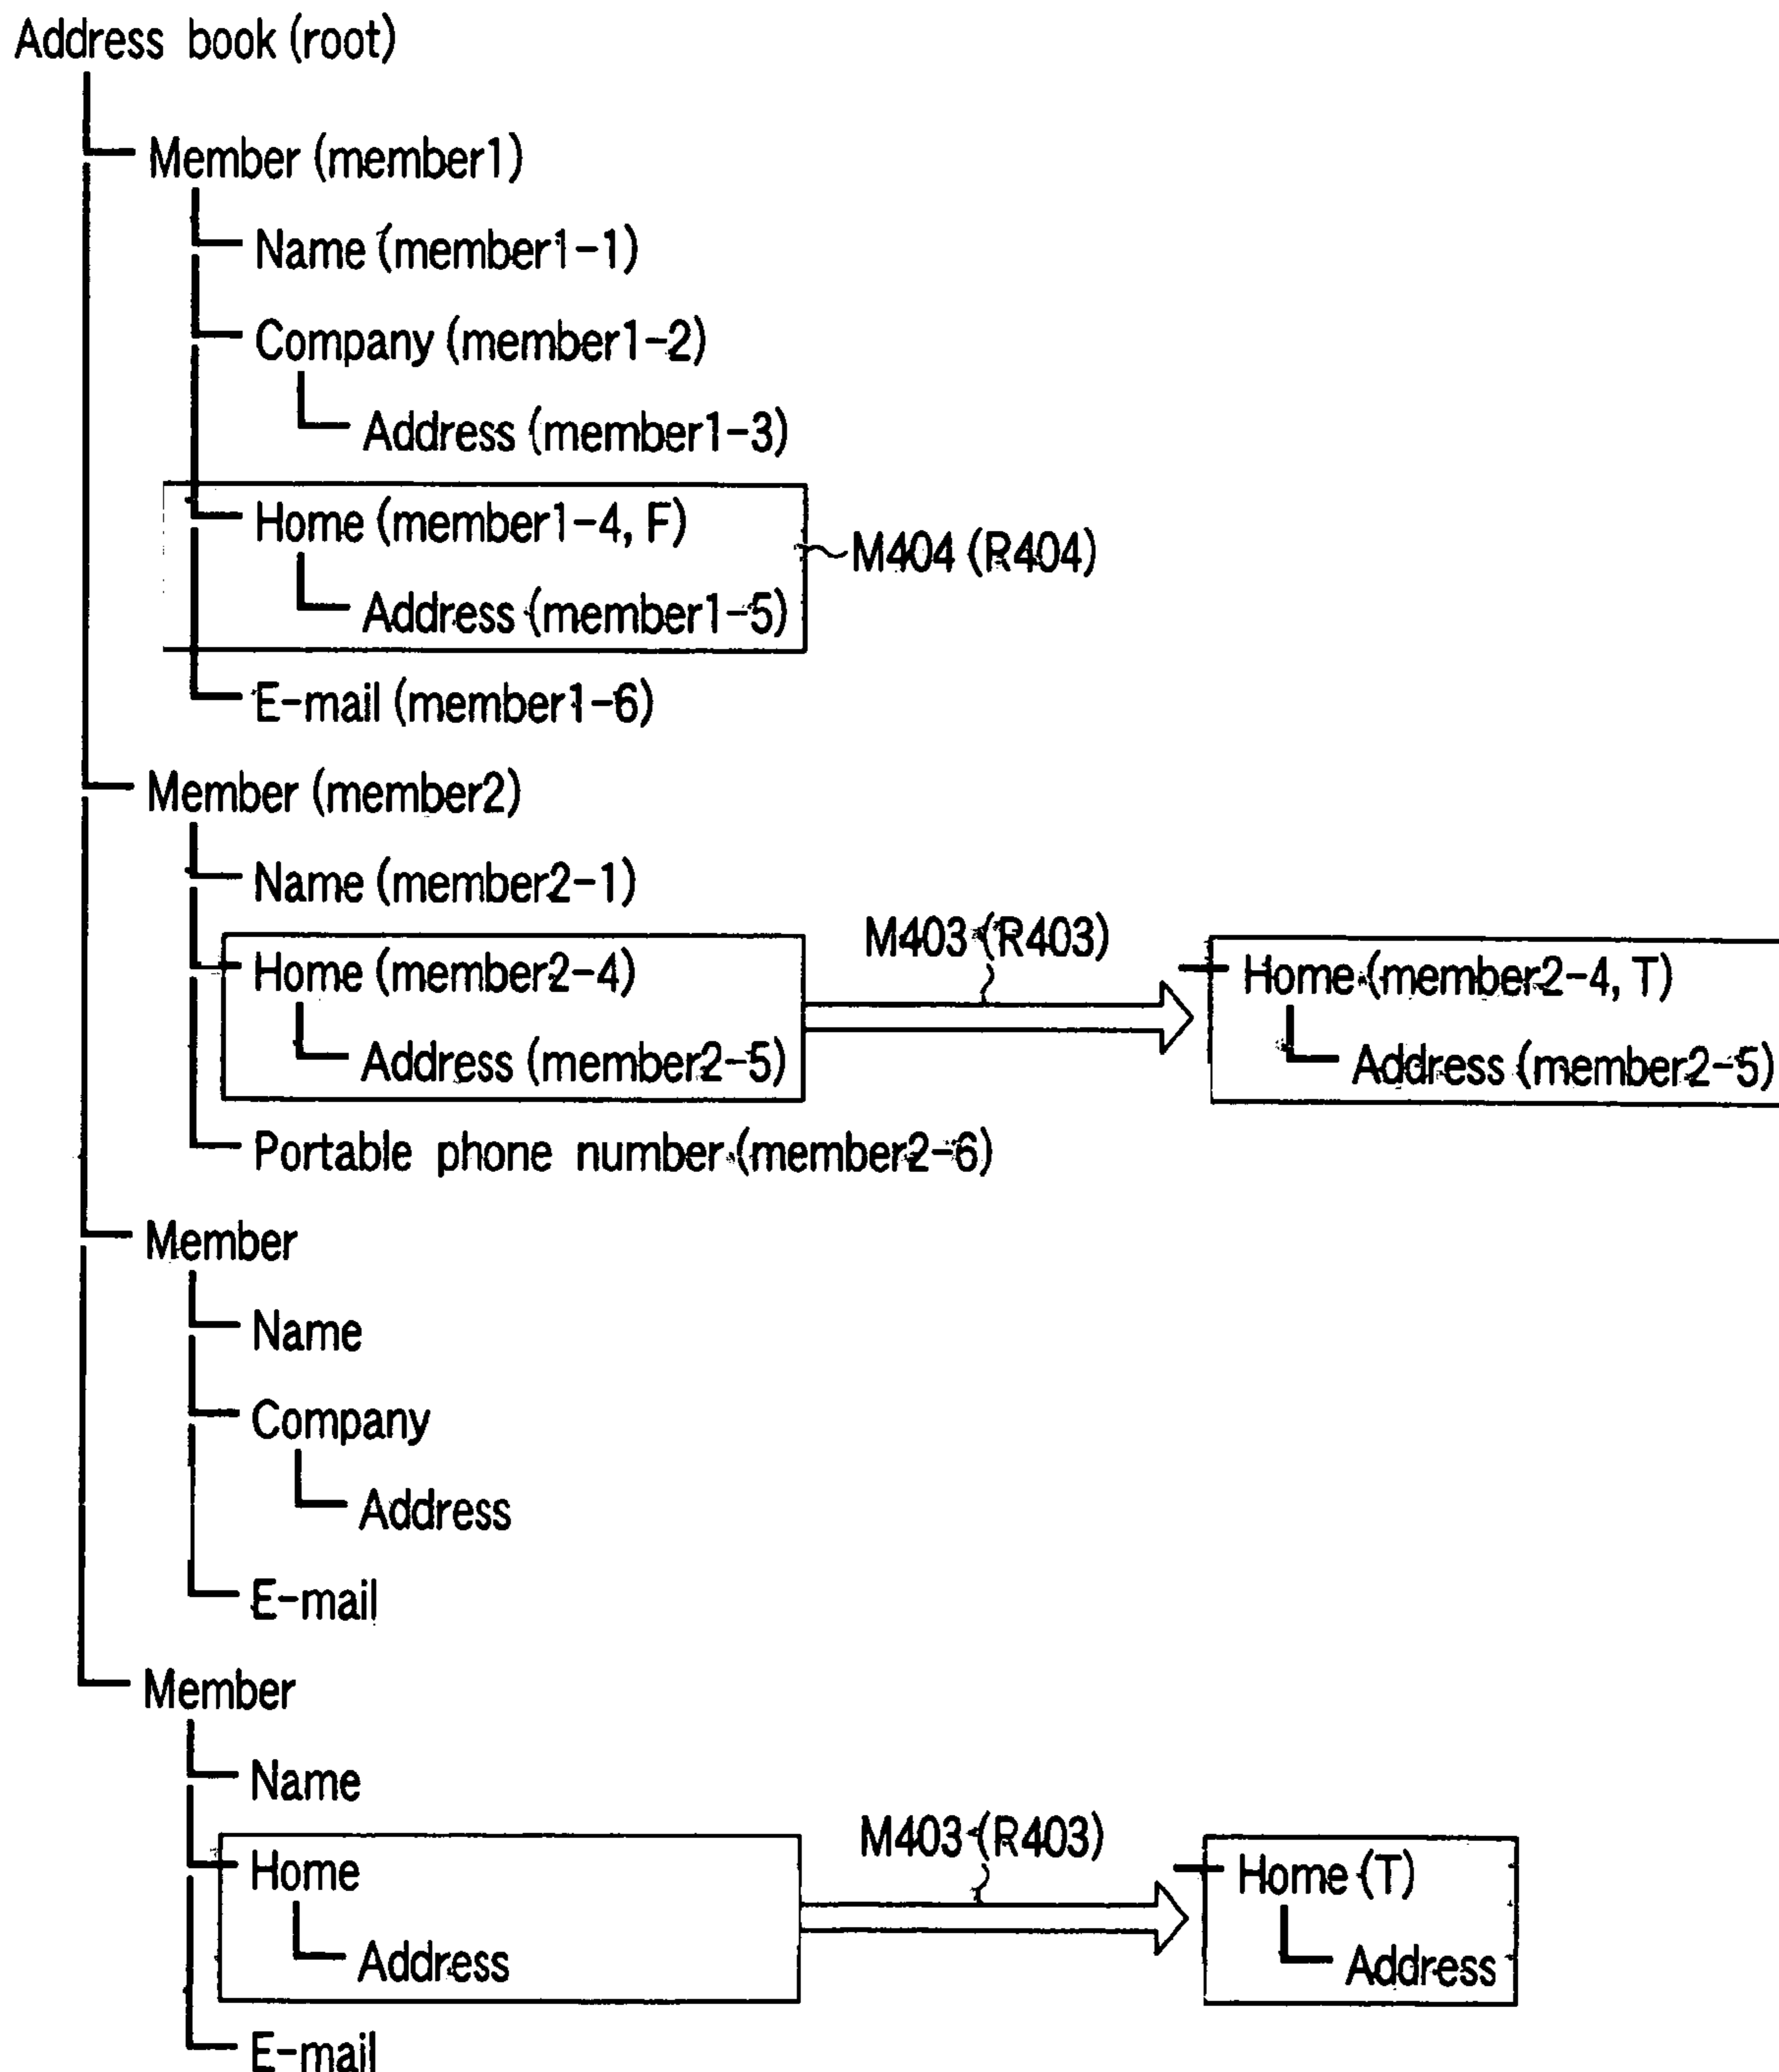 Address book (root)
Member (member1)
Name (member1-1)
Company (member1-2)
Address (member1-3)
Home (member1-4, F)
M404 (R404)
Address (member1-5)
E-mail (member1-6)
Member (member2)
Name (member2-1)
M403 (R403)
Home (member2-4)
Home (member2-4, T)
Address (member2-5)
Address (member2-5)
Portable phone number (member2-6)
Member
Name
Company
Address
E-mail
Member
Name
M403 (R403)
Home
Home (T)
Address
Address
E-mail